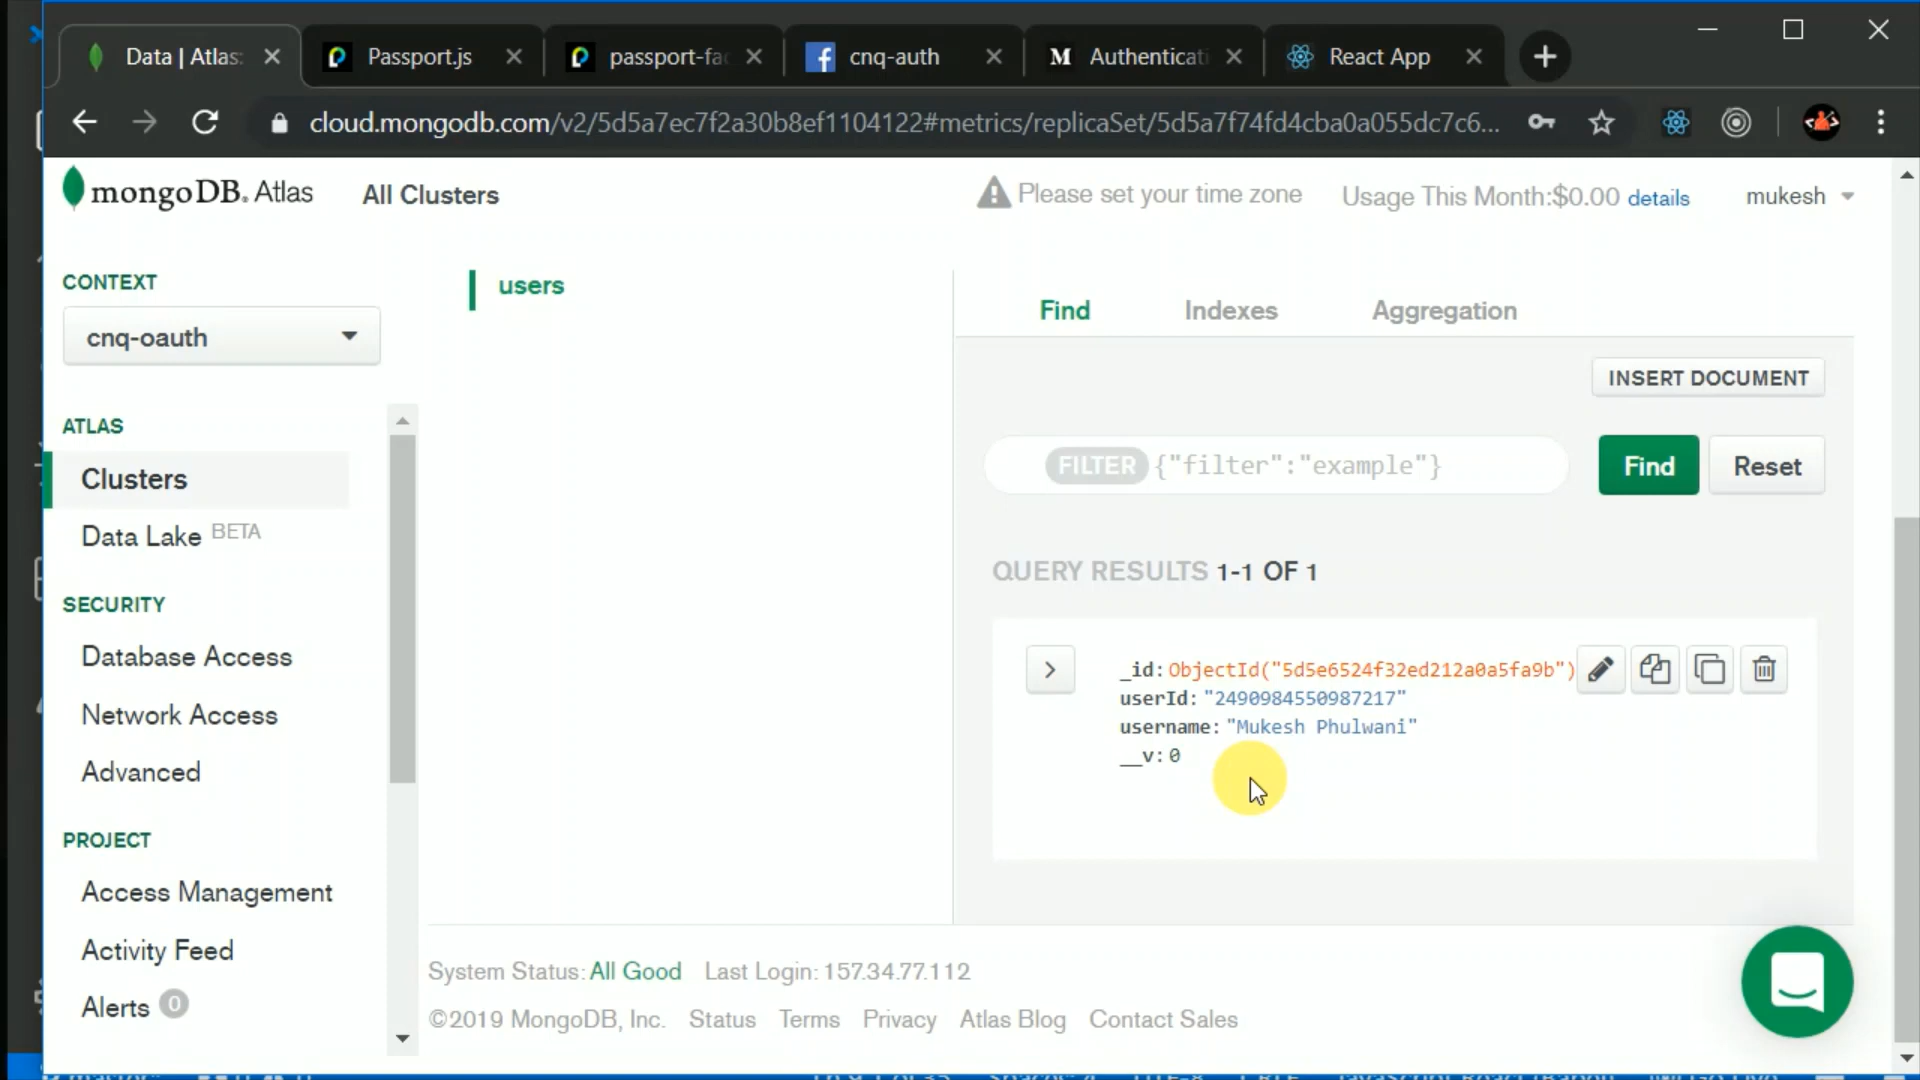 Data | Atlas:
Passport.js
passport-fac
cnq-auth
Authenticati
React App
cloud.mongodb.com/v2/5d5a7ec7f2a30b8ef1104122#metrics/replicaSet/5d5a7f74fd4cba0a055dc7c6...
mongoDB. Atlas
All Clusters
Please set your time zone
Usage This Month:$0.00 details
mukesh
CONTEXT
cnq-oauth
ATLAS
Clusters
Data Lake BETA
SECURITY
Database Access
Network Access
Advanced
PROJECT
Access Management
Activity Feed
Alerts 0
users
Find
Indexes
Aggregation
INSERT DOCUMENT
FILTER {"filter":"example"}
Find
Reset
QUERY RESULTS 1-1 OF 1
_id: ObjectId("5d5e6524f32ed212a0a5fa9b")
userId: "2490984550987217"
username: "Mukesh Phulwani"
__v: 0
System Status: All Good Last Login: 157.34.77.112
©2019 MongoDB, Inc. Status Terms Privacy Atlas Blog Contact Sales